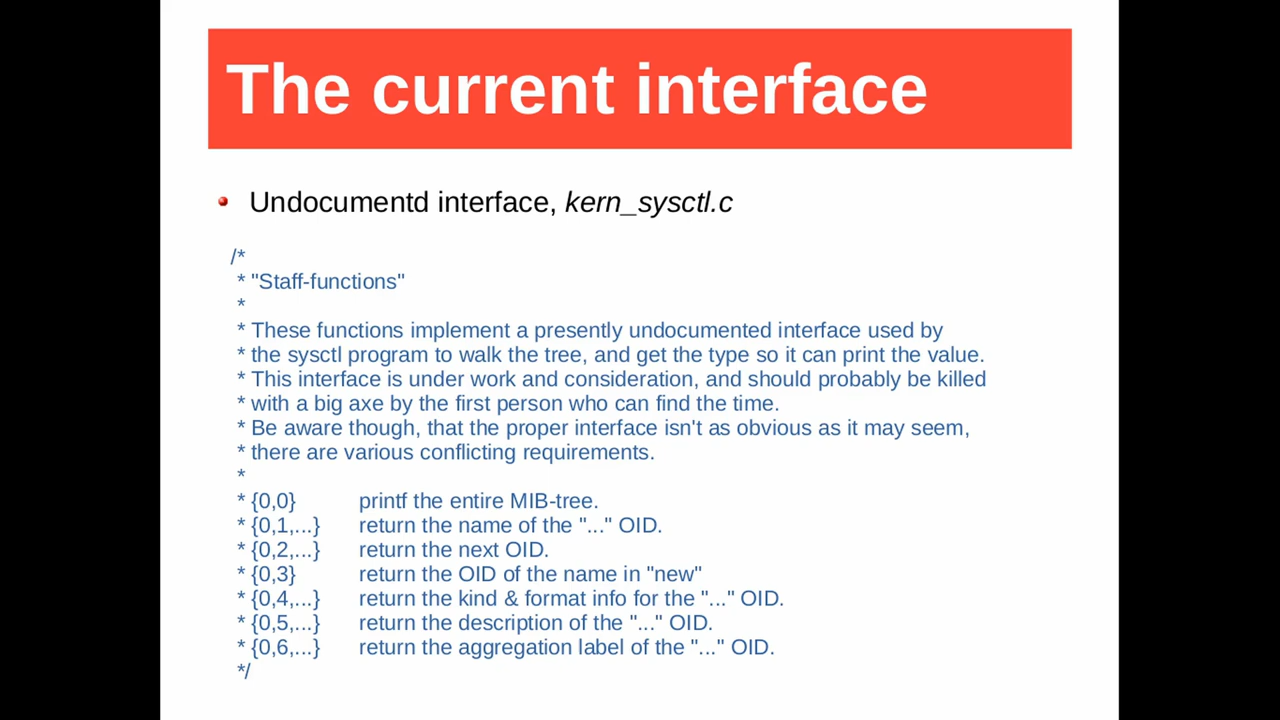 The current interface
Undocumentd interface, kern_sysctl.c
/*
* "Staff-functions"
*
* These functions implement a presently undocumented interface used by
* the sysctl program to walk the tree, and get the type so it can print the value.
* This interface is under work and consideration, and should probably be killed
* with a big axe by the first person who can find the time.
* Be aware though, that the proper interface isn't as obvious as it may seem,
* there are various conflicting requirements.
*
* {0,0} printf the entire MIB-tree.
* {0,1,...} return the name of the "..." OID.
* {0,2,...} return the next OID.
* {0,3} return the OID of the name in "new"
* {0,4,...} return the kind & format info for the "..." OID.
* {0,5,...} return the description of the "..." OID.
* {0,6,...} return the aggregation label of the "..." OID.
*/